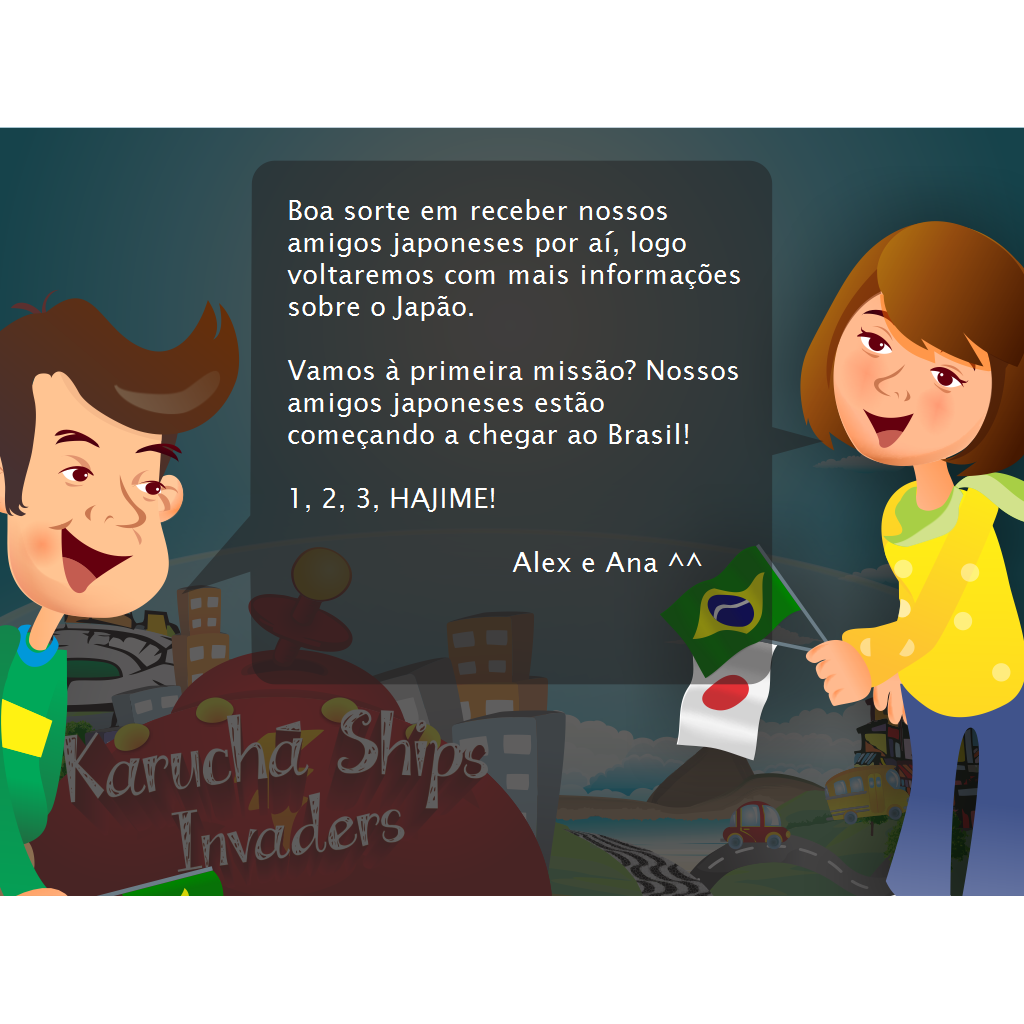 Boa sorte em receber nossos
amigos japoneses por aí, logo
voltaremos com mais informações
sobre o Japão.
Vamos à primeira missão? Nossos
amigos japoneses estão
começando a chegar ao Brasil!
1, 2, 3, HAJIME!
Alex e Ana ^^
Karuchā Ships
Invaders